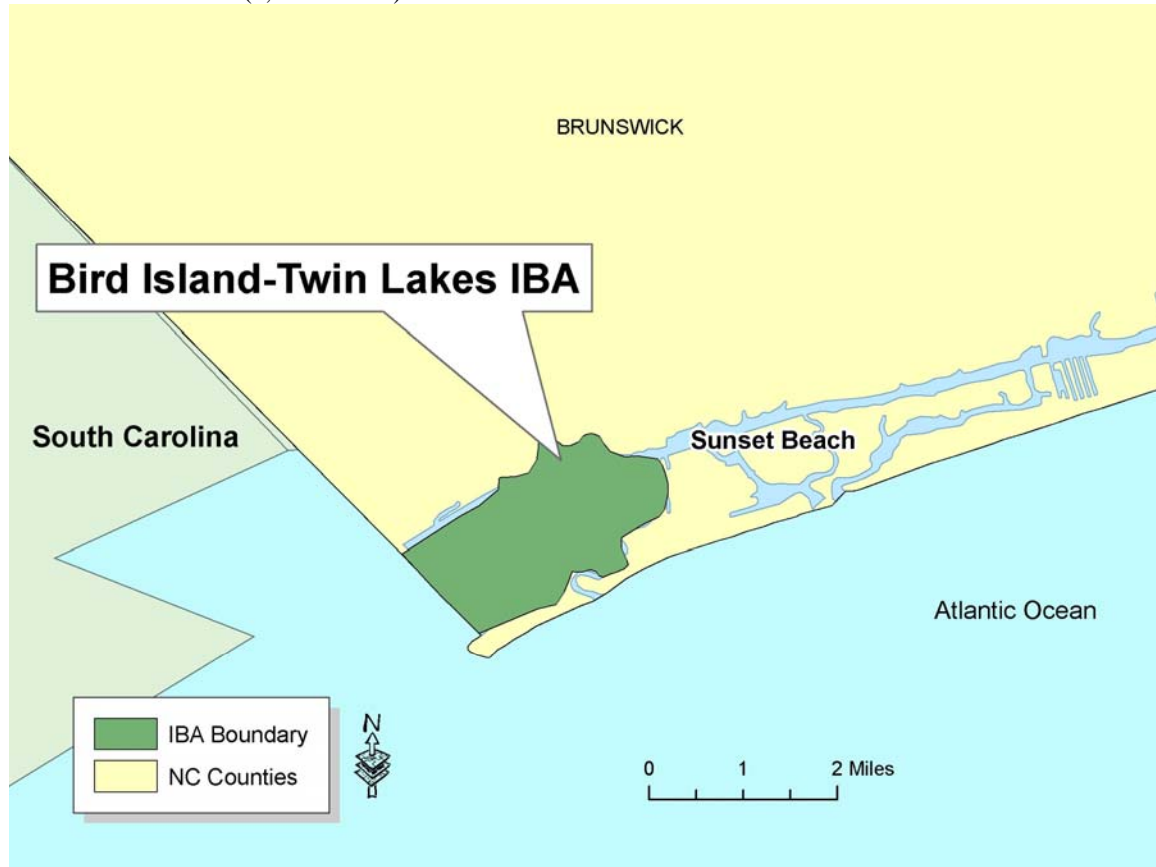 BRUNSWICK
Bird Island-Twin Lakes IBA
South Carolina
Sunset Beach
Atlantic Ocean
IBA Boundary
NC Counties
N
0 1 2 Miles